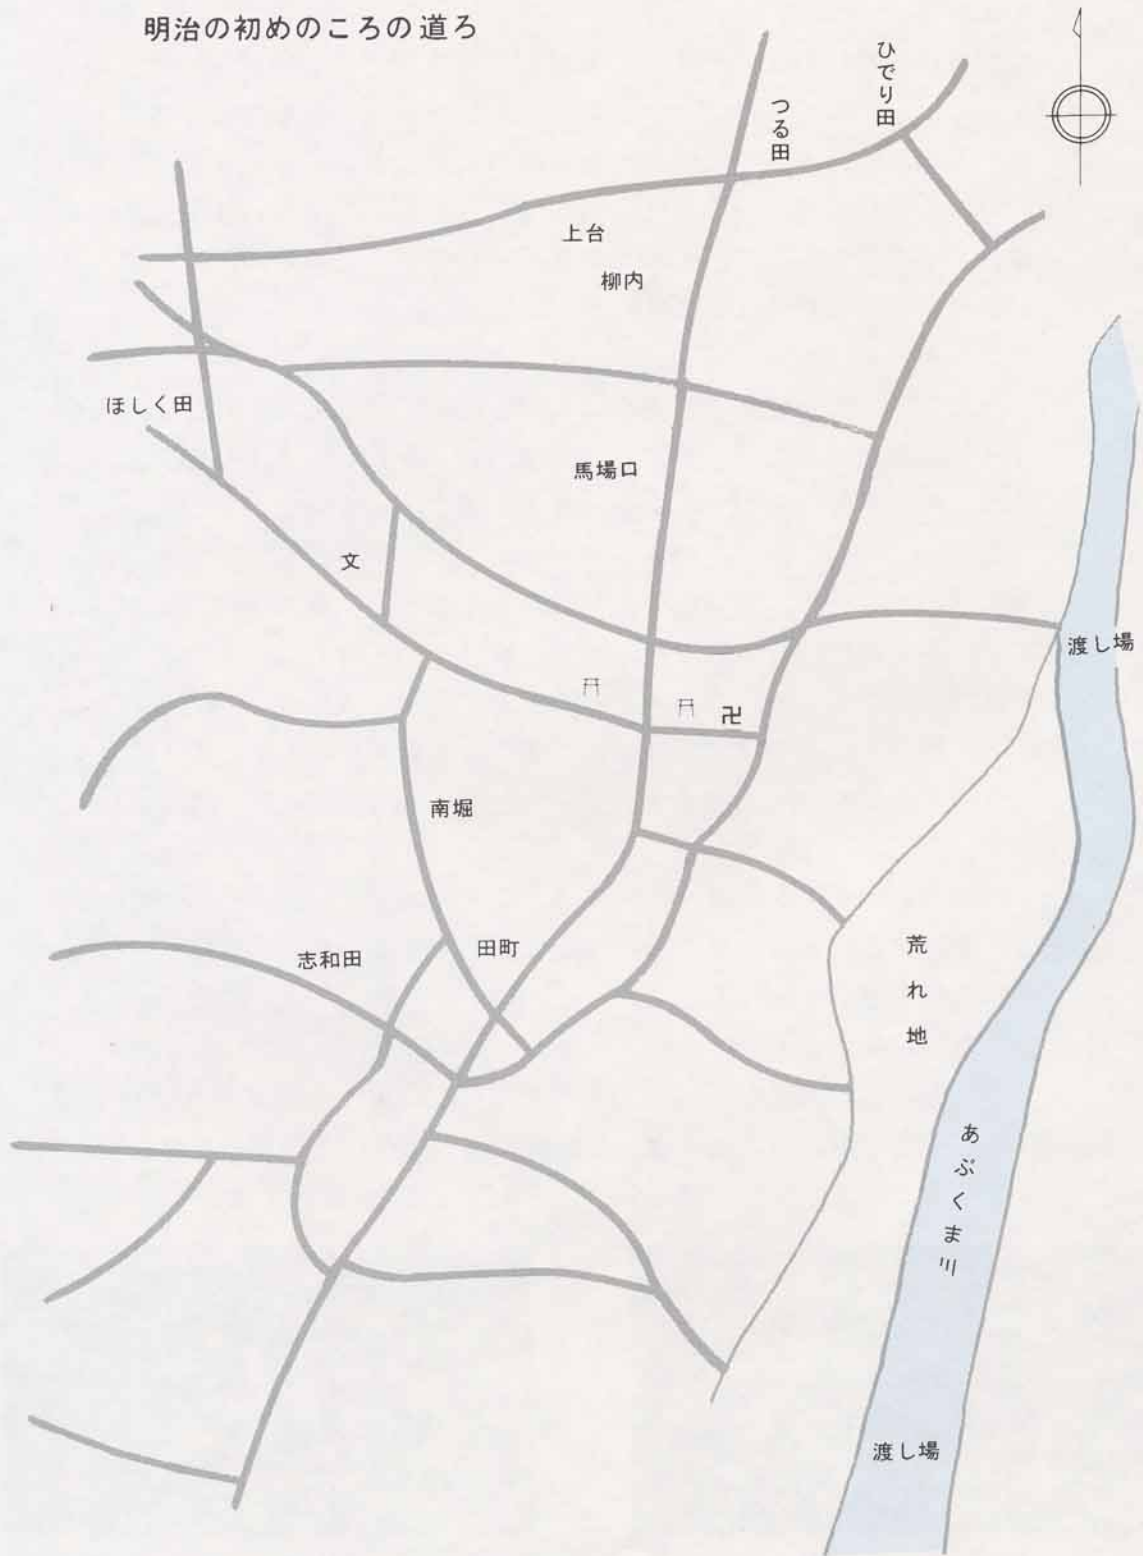 明治の初めのころの道ろ
ひでり田
つる田
上台
柳内
ほしく田
馬場口
文
渡し場
卍
南堀
田町
志和田
荒れ地
あぶくま川
渡し場